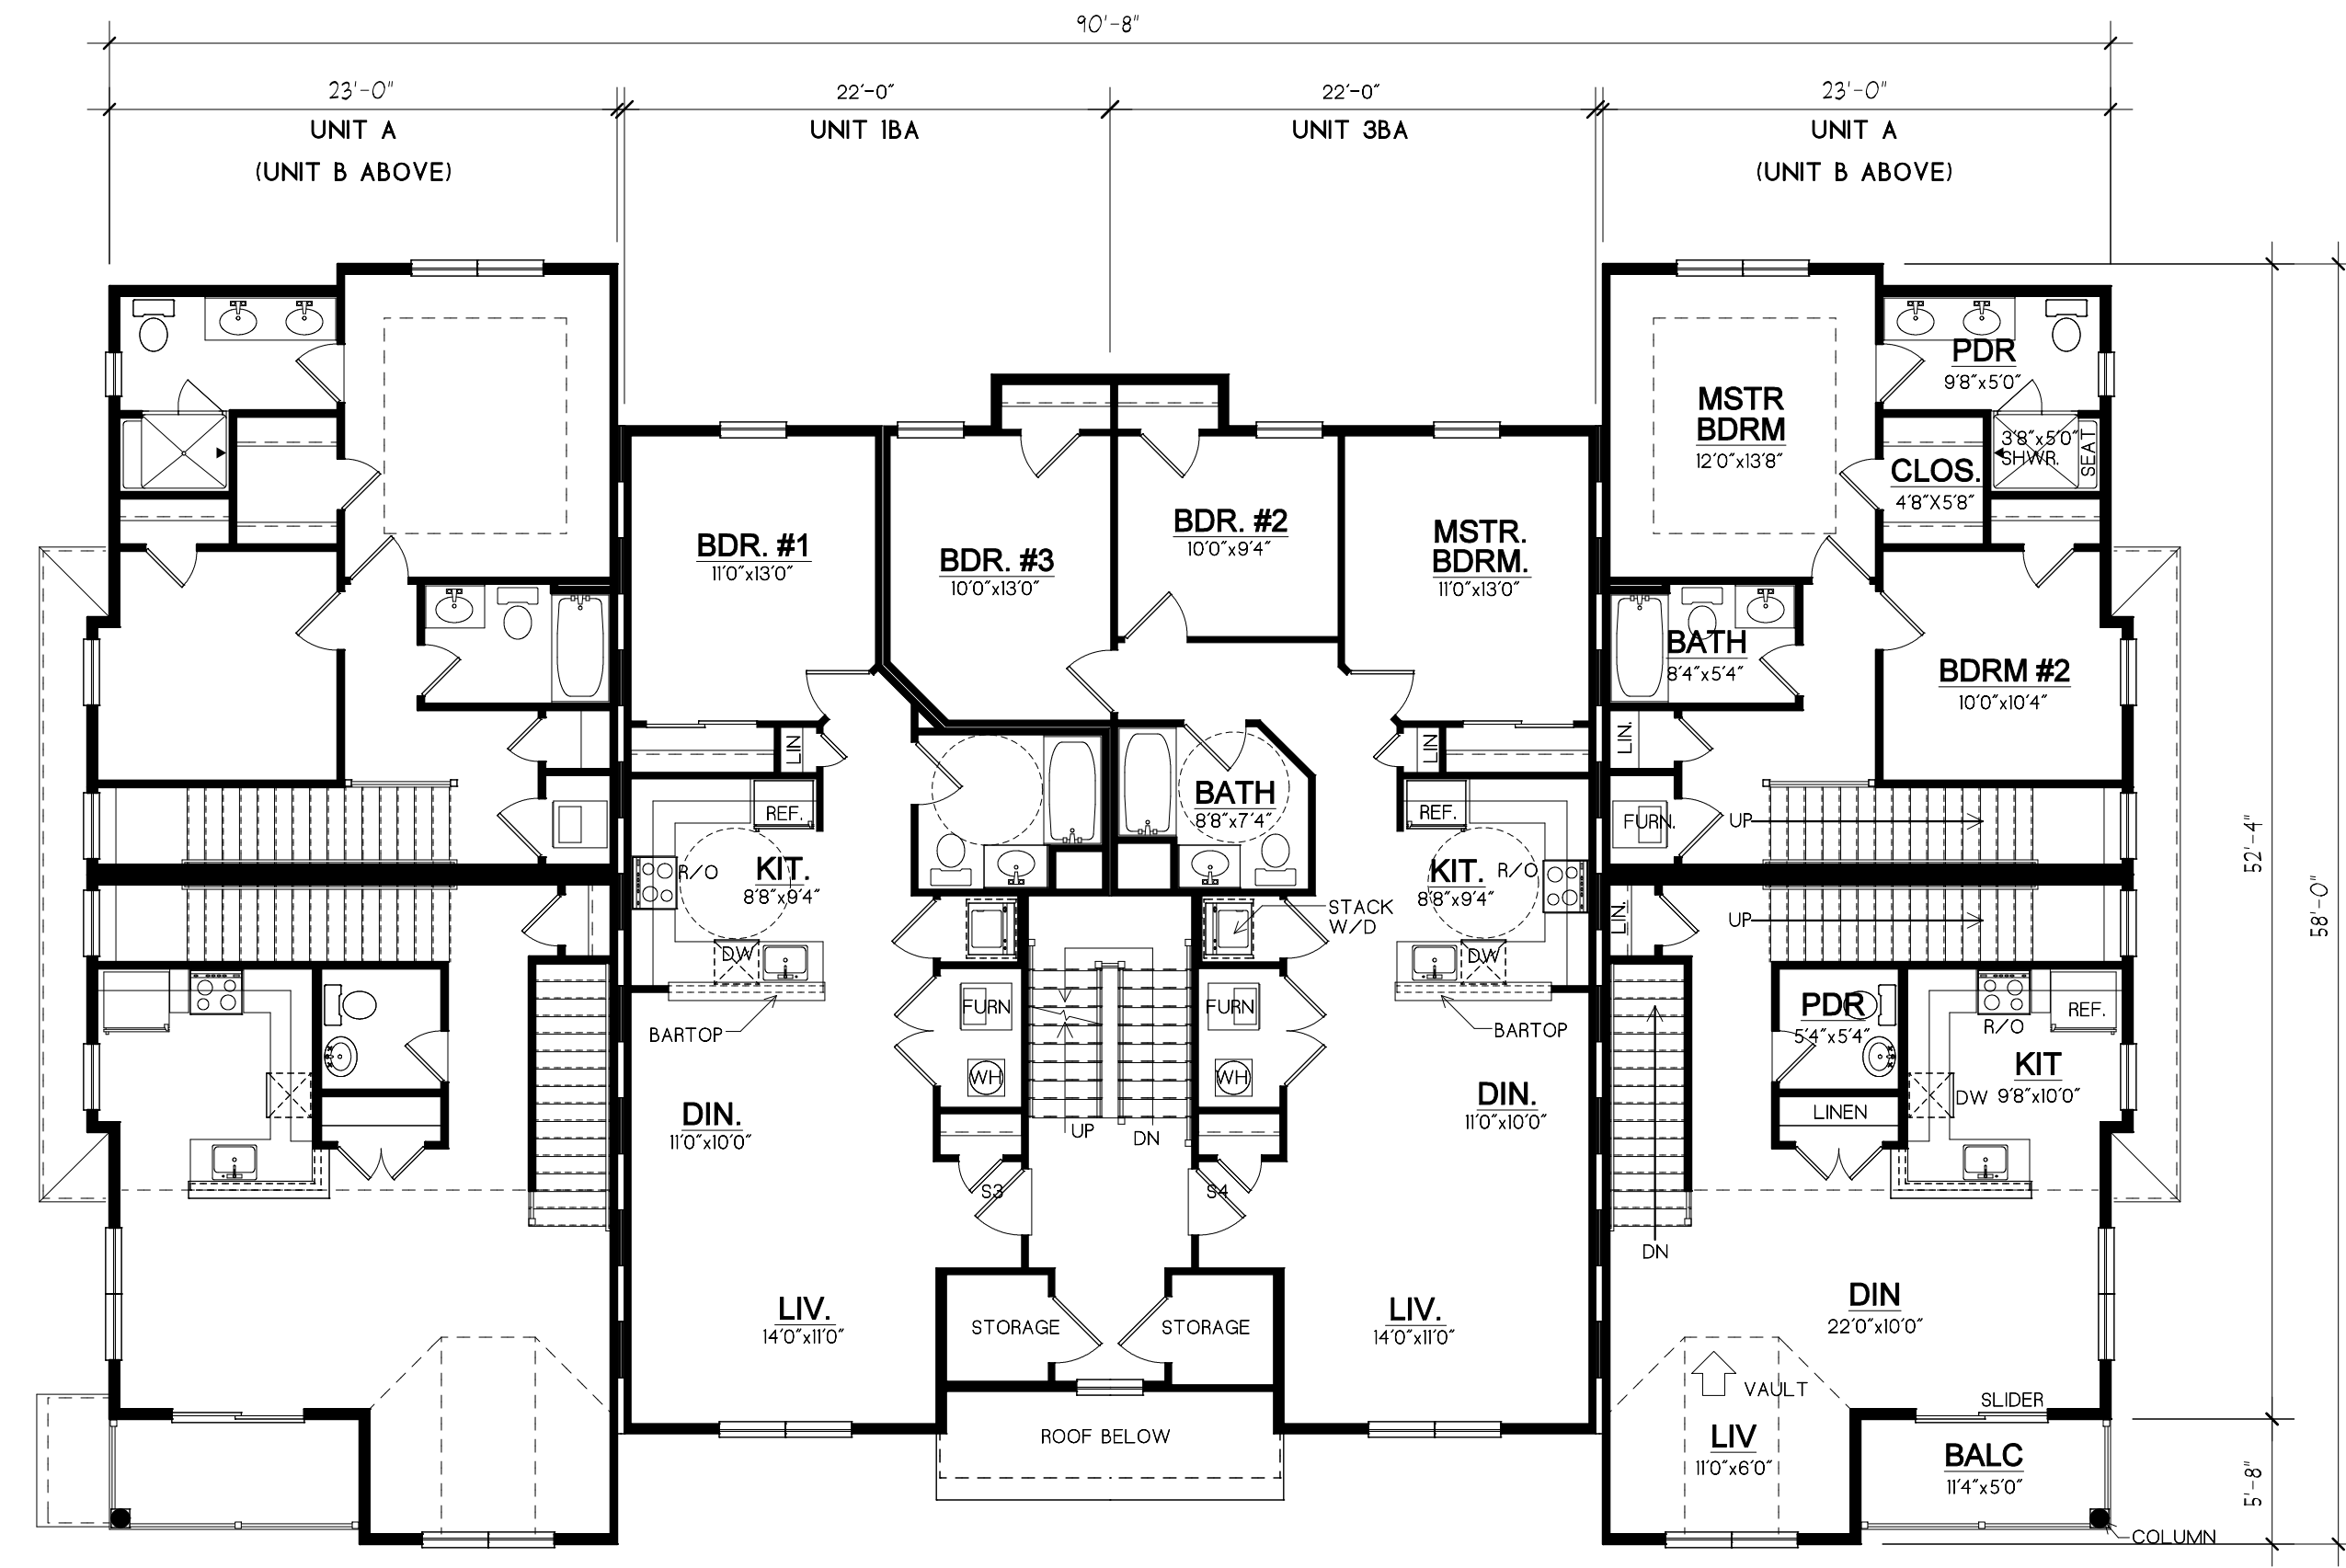 90'-8"
23'-0"
22'-0"
22'-0"
23'-0"
UNIT A
UNIT 1BA
UNIT 3BA
UNIT A
(UNIT B ABOVE)
(UNIT B ABOVE)
PDR
9'8"x5'0"
MSTR
BDRM
12'0"x13'8"
3'8"x5'0"
SHWR.
SEAT
CLOS.
4'8"X5'8"
BDR. #1
11'0"x13'0"
BDR. #3
10'0"x13'0"
BDR. #2
10'0"x9'4"
MSTR.
BDRM.
11'0"x13'0"
BATH
8'4"x5'4"
BDRM #2
10'0"x10'4"
LIN
LIN
LIN.
BATH
8'8"x7'4"
REF.
REF.
FURN.
UP
KIT.
8'8"x9'4"
R/O
KIT.
8'8"x9'4"
R/O
52'-4"
58'-0"
STACK
W/D
LIN.
UP
DW
DW
FURN
FURN
BARTOP
BARTOP
PDR
5'4"x5'4"
R/O
REF.
KIT
9'8"x10'0"
DW
WH
WH
DIN.
11'0"x10'0"
UP
DN
DIN.
11'0"x10'0"
LINEN
S3
S4
DN
LIV.
14'0"x11'0"
STORAGE
STORAGE
LIV.
14'0"x11'0"
DIN
22'0"x10'0"
VAULT
SLIDER
ROOF BELOW
LIV
11'0"x6'0"
BALC
11'4"x5'0"
5'-8"
COLUMN